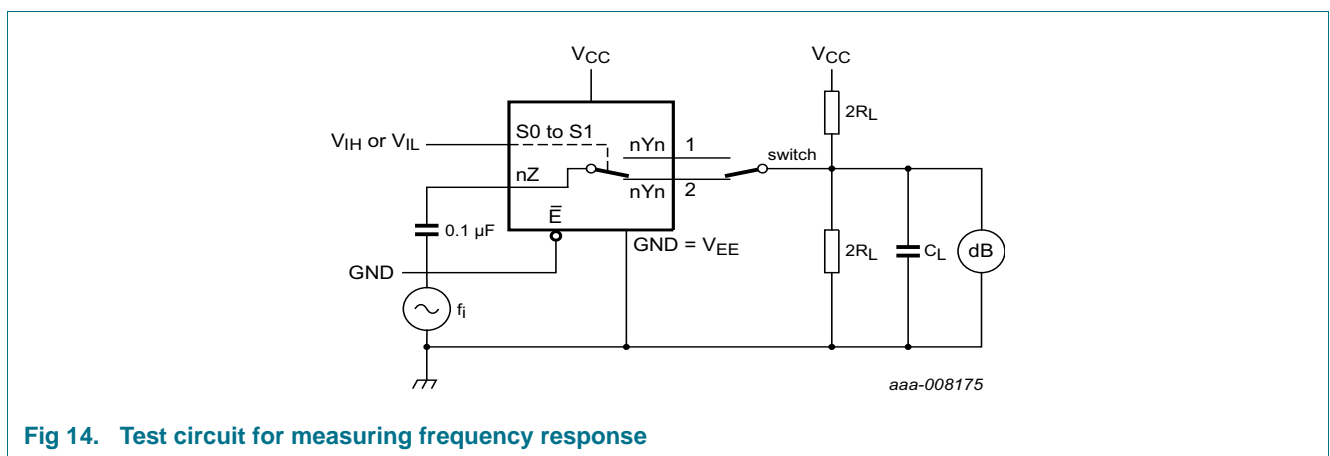 VCC
VCC
2RL
S0 to S1
VIH or VIL
nYn
1
switch
nZ
nYn
2
Ē
0.1 µF
GND = VEE
2RL
CL
dB
GND
fi
aaa-008175
Fig 14. Test circuit for measuring frequency response